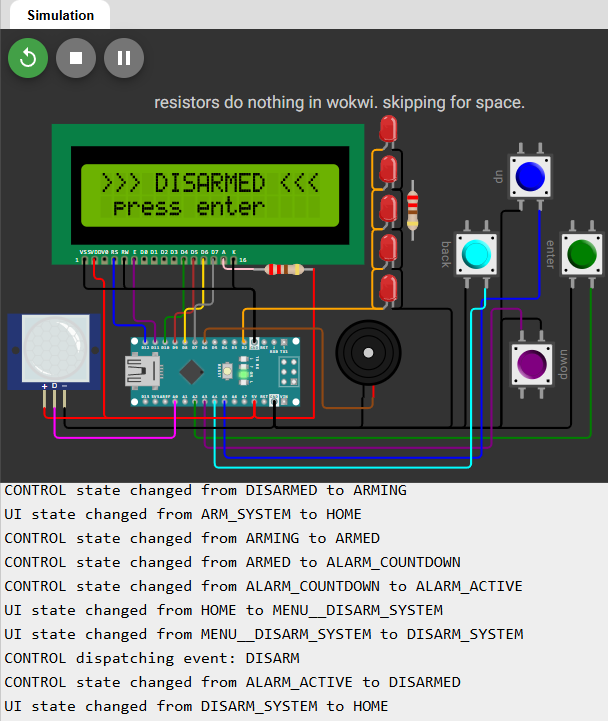 Simulation
resistors do nothing in wokwi. skipping for space.
>>> DISARMED <<<
press enter
VSS VDD V0 RS RW E D0 D1 D2 D3 D4 D5 D6 D7 A K
1
16
up
back
enter
down
+ D -
CONTROL state changed from DISARMED to ARMING
UI state changed from ARM_SYSTEM to HOME
CONTROL state changed from ARMING to ARMED
CONTROL state changed from ARMED to ALARM_COUNTDOWN
CONTROL state changed from ALARM_COUNTDOWN to ALARM_ACTIVE
UI state changed from HOME to MENU__DISARM_SYSTEM
UI state changed from MENU__DISARM_SYSTEM to DISARM_SYSTEM
CONTROL dispatching event: DISARM
CONTROL state changed from ALARM_ACTIVE to DISARMED
UI state changed from DISARM_SYSTEM to HOME